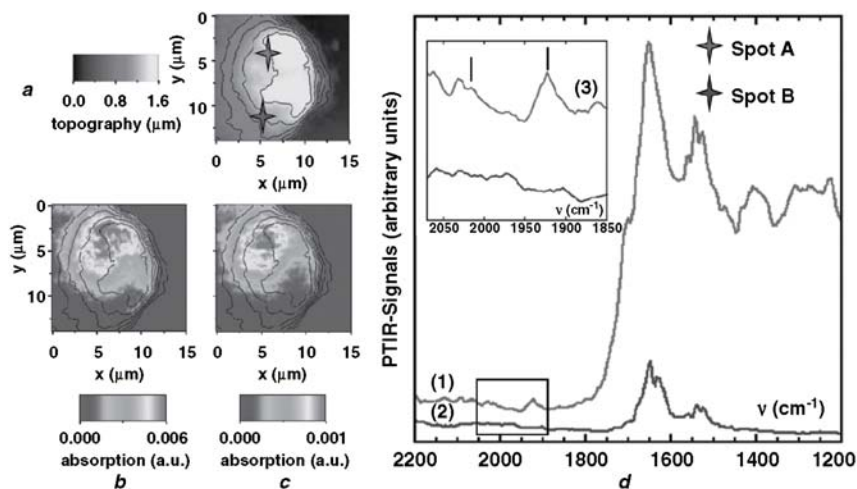 0
5
10
y (µm)
0
5
10
15
x (µm)
a
0.0
0.8
1.6
topography (µm)
0
5
10
y (µm)
0
5
10
15
x (µm)
0
5
10
15
x (µm)
0.000
0.006
absorption (a.u.)
b
0.000
0.001
absorption (a.u.)
c
PTIR-Signals (arbitrary units)
Spot A
Spot B
(3)
ν (cm-1)
2050
2000
1950
1900
1850
(1)
(2)
ν (cm-1)
2200
2000
1800
1600
1400
1200
d